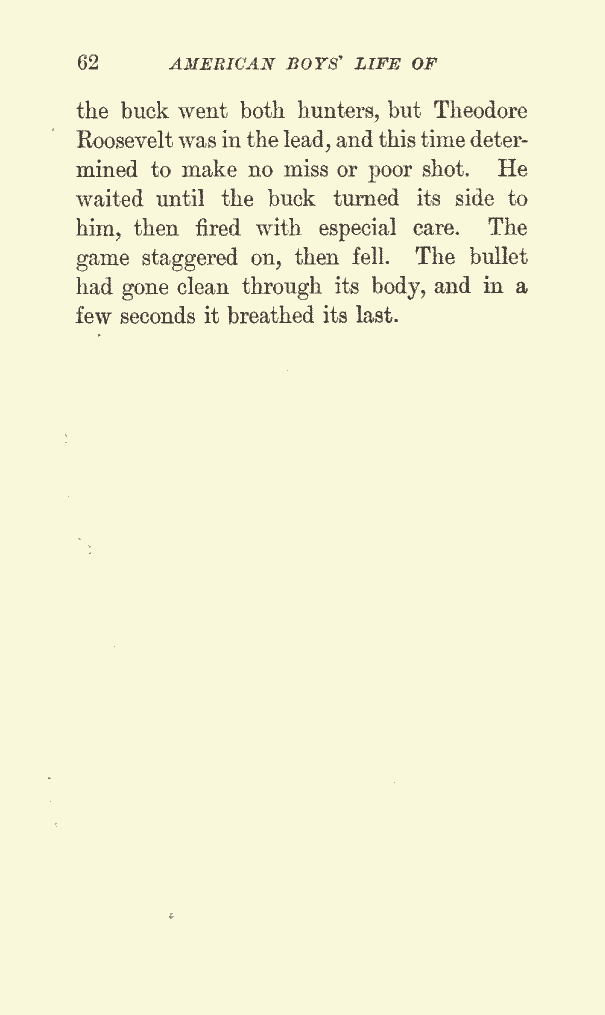 62 AMERICAN BOYS' LIFE OF
the buck went both hunters, but Theodore
Roosevelt was in the lead, and this time deter-
mined to make no miss or poor shot. He
waited until the buck turned its side to
him, then fired with especial care. The
game staggered on, then fell. The bullet
had gone clean through its body, and in a
few seconds it breathed its last.